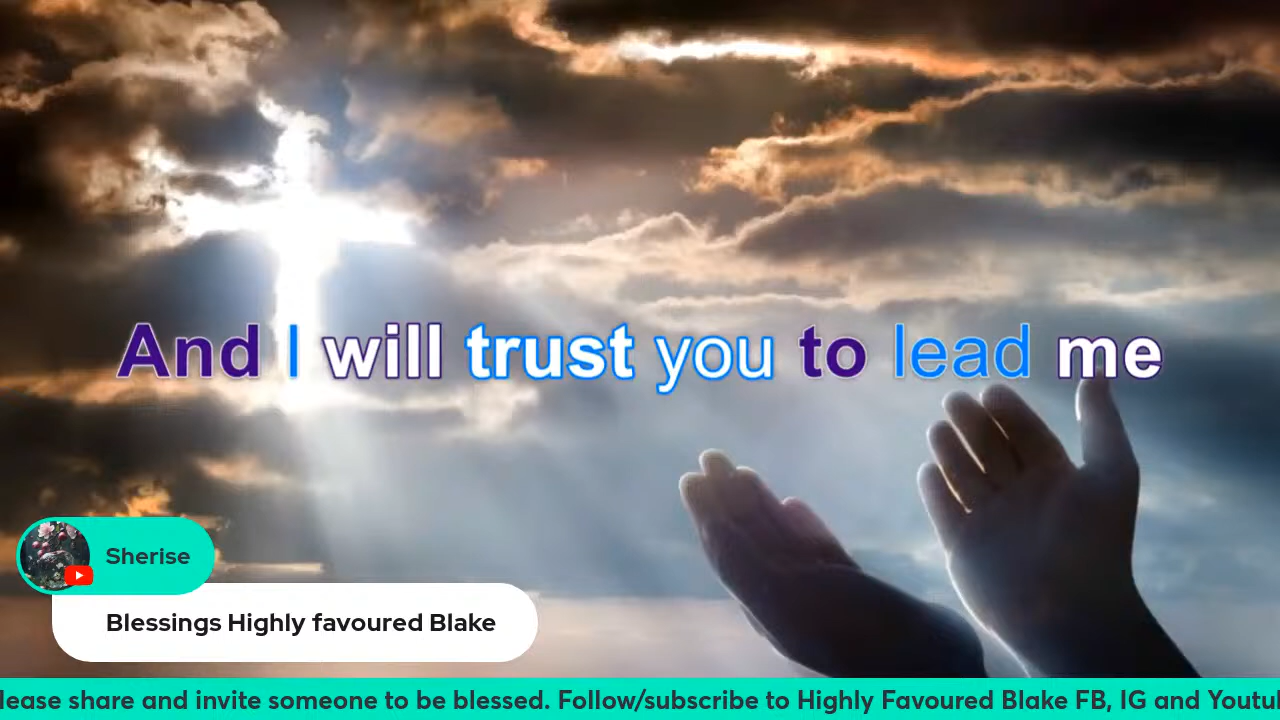 And I will trust you to lead me
Sherise
Blessings Highly favoured Blake
lease share and invite someone to be blessed. Follow/subscribe to Highly Favoured Blake FB, IG and Youtu